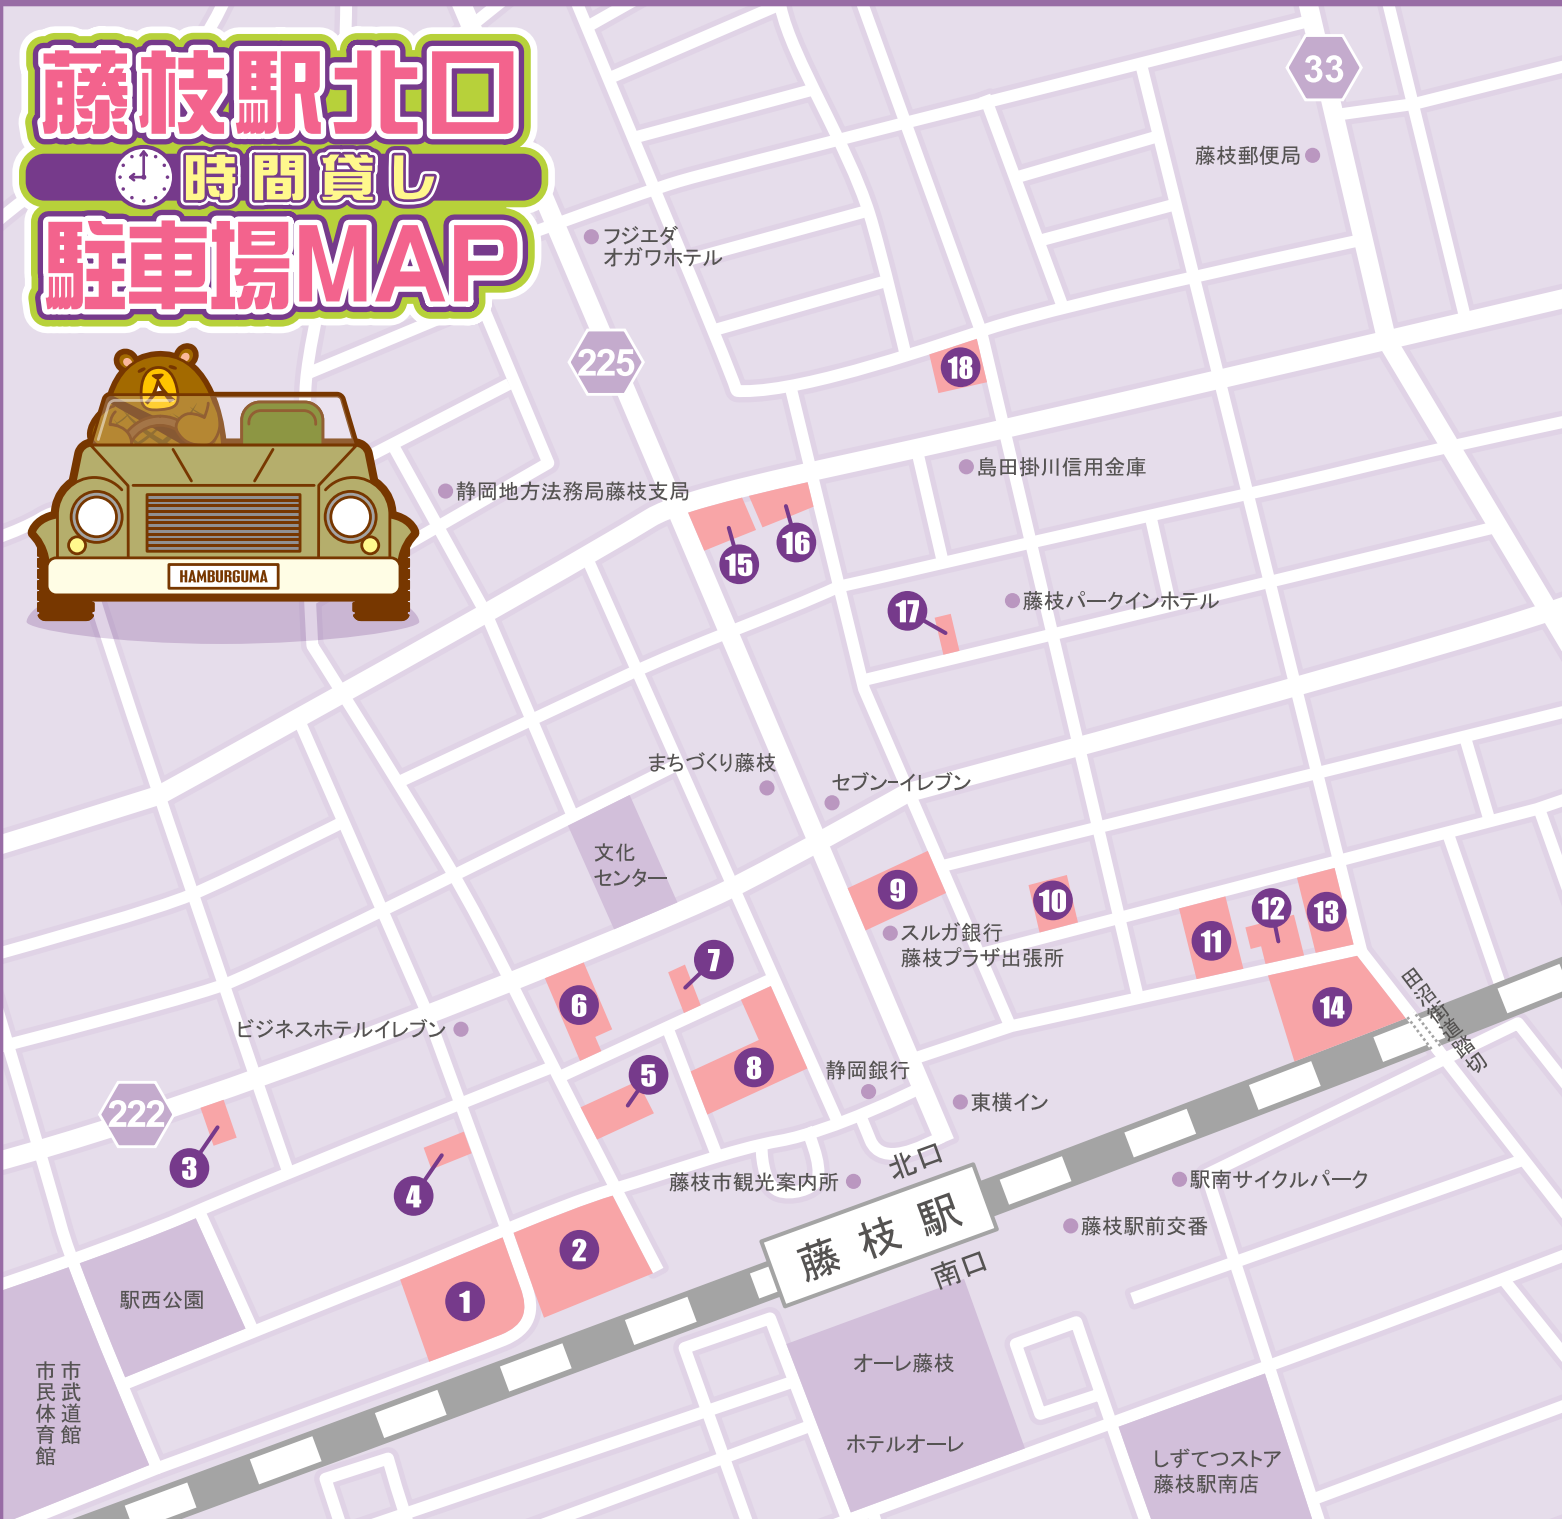 藤枝駅北口
時間貸し
駐車場MAP
HAMBURGUMA
33
藤枝郵便局
フジエダ
オガワホテル
225
18
島田掛川信用金庫
静岡地方法務局藤枝支局
15
16
17
藤枝パークインホテル
まちづくり藤枝
セブン-イレブン
文化
センター
9
10
11
12
13
スルガ銀行
藤枝プラザ出張所
7
6
14
田沼街道踏切
ビジネスホテルイレブン
5
8
静岡銀行
東横イン
222
3
4
北口
藤枝市観光案内所
駅南サイクルパーク
藤枝駅前交番
藤枝駅
南口
2
1
駅西公園
市武道館
市民体育館
オーレ藤枝
ホテルオーレ
しずてつストア
藤枝駅南店